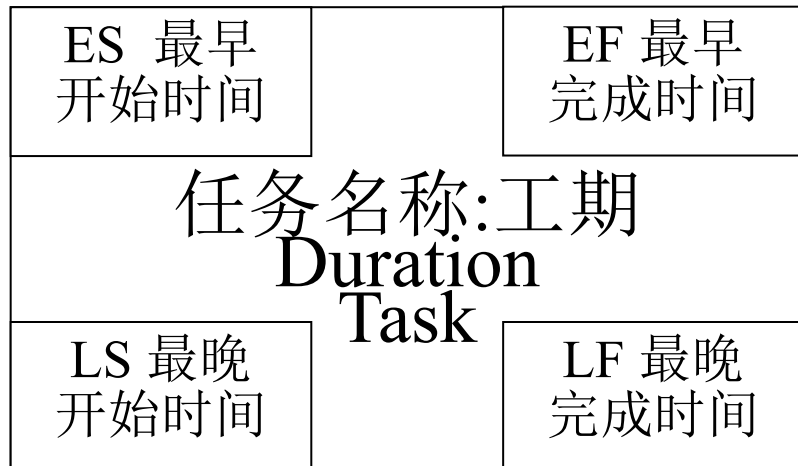 ES 最早
开始时间
EF 最早
完成时间
任务名称:工期
Duration
Task
LS 最晚
开始时间
LF 最晚
完成时间